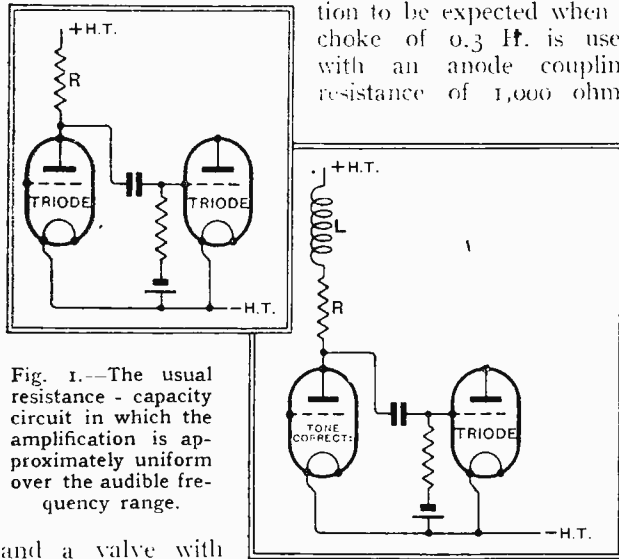 tion to be expected when
choke of 0.3 H. is use
with an anode couplin
resistance of 1,000 ohm
+H.T.
R
TRIODE
TRIODE
-H.T.
Fig. 1.--The usual
resistance - capacity
circuit in which the
amplification is ap-
proximately uniform
over the audible fre-
quency range.
+H.T.
L
R
TONE
CORRECT:
TRIODE
-H.T.
and a valve with